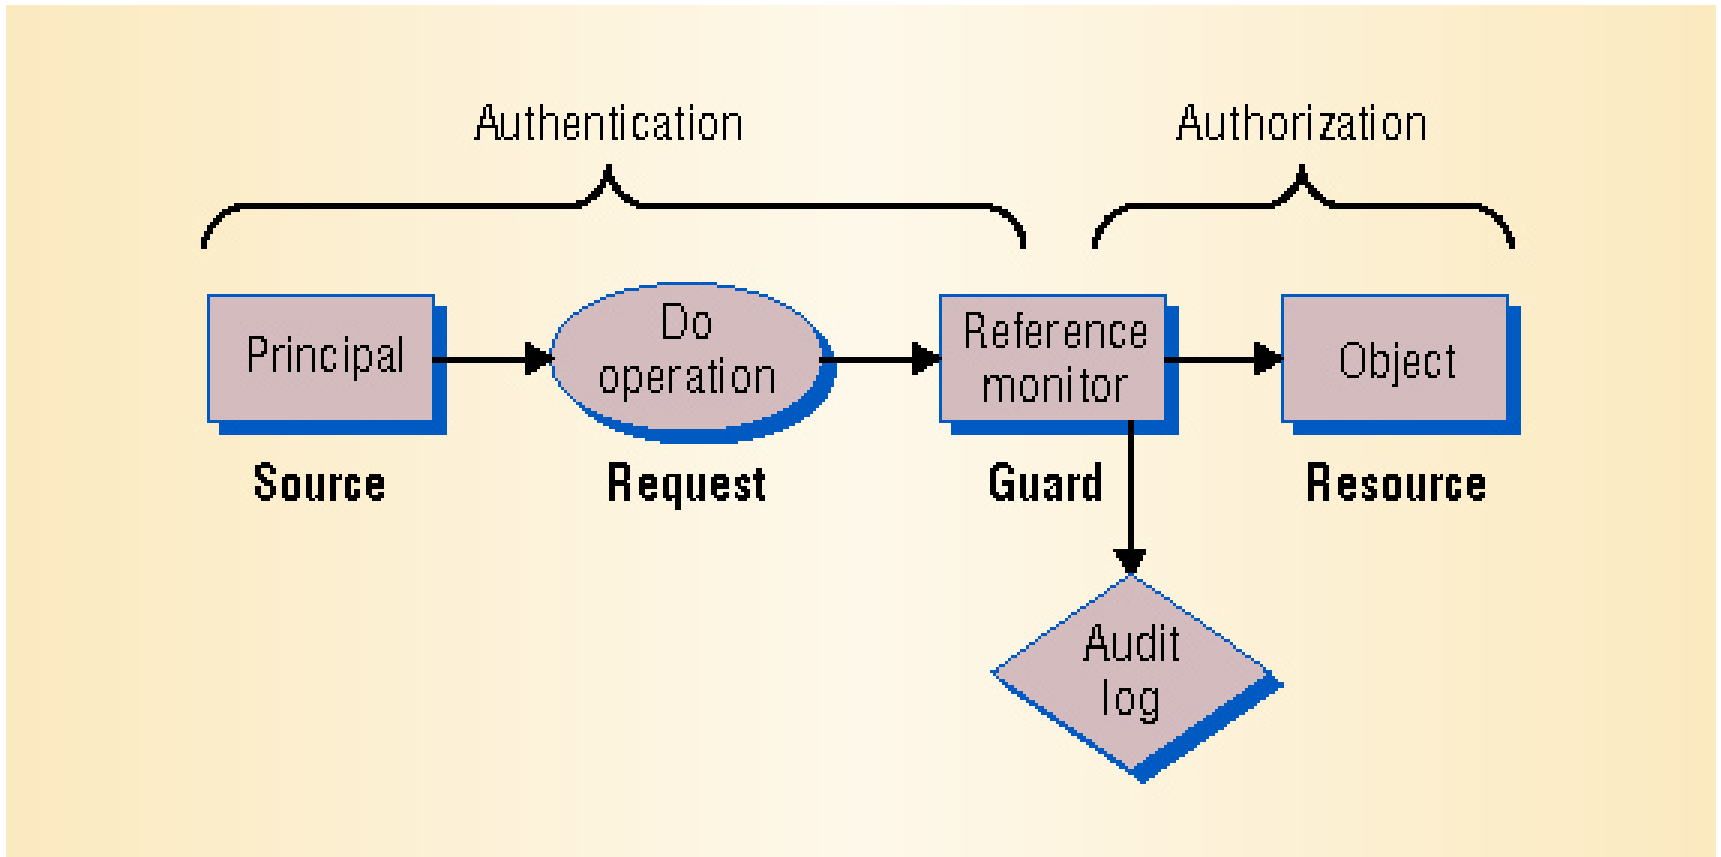 Authentication
Authorization
Principal
Do
operation
Reference
monitor
Object
Source
Request
Guard
Resource
Audit
log